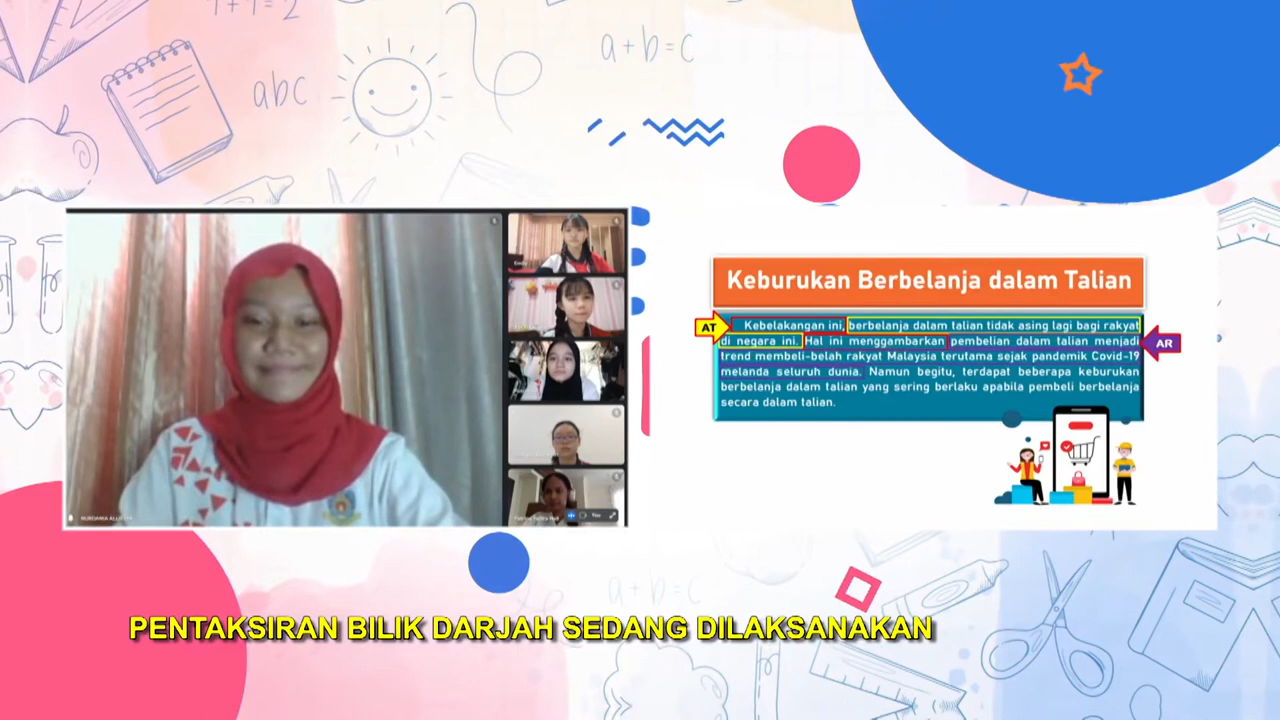 1+1=2
a+b=c
abc
Keburukan Berbelanja dalam Talian
AT
Kebelakangan ini, berbelanja dalam talian tidak asing lagi bagi rakyat
di negara ini. Hal ini menggambarkan pembelian dalam talian menjadi
AR
trend membeli-belah rakyat Malaysia terutama sejak pandemik Covid-19
melanda seluruh dunia. Namun begitu, terdapat beberapa keburukan
berbelanja dalam talian yang sering berlaku apabila pembeli berbelanja
secara dalam talian.
You
a+b=c
PENTAKSIRAN BILIK DARJAH SEDANG DILAKSANAKAN